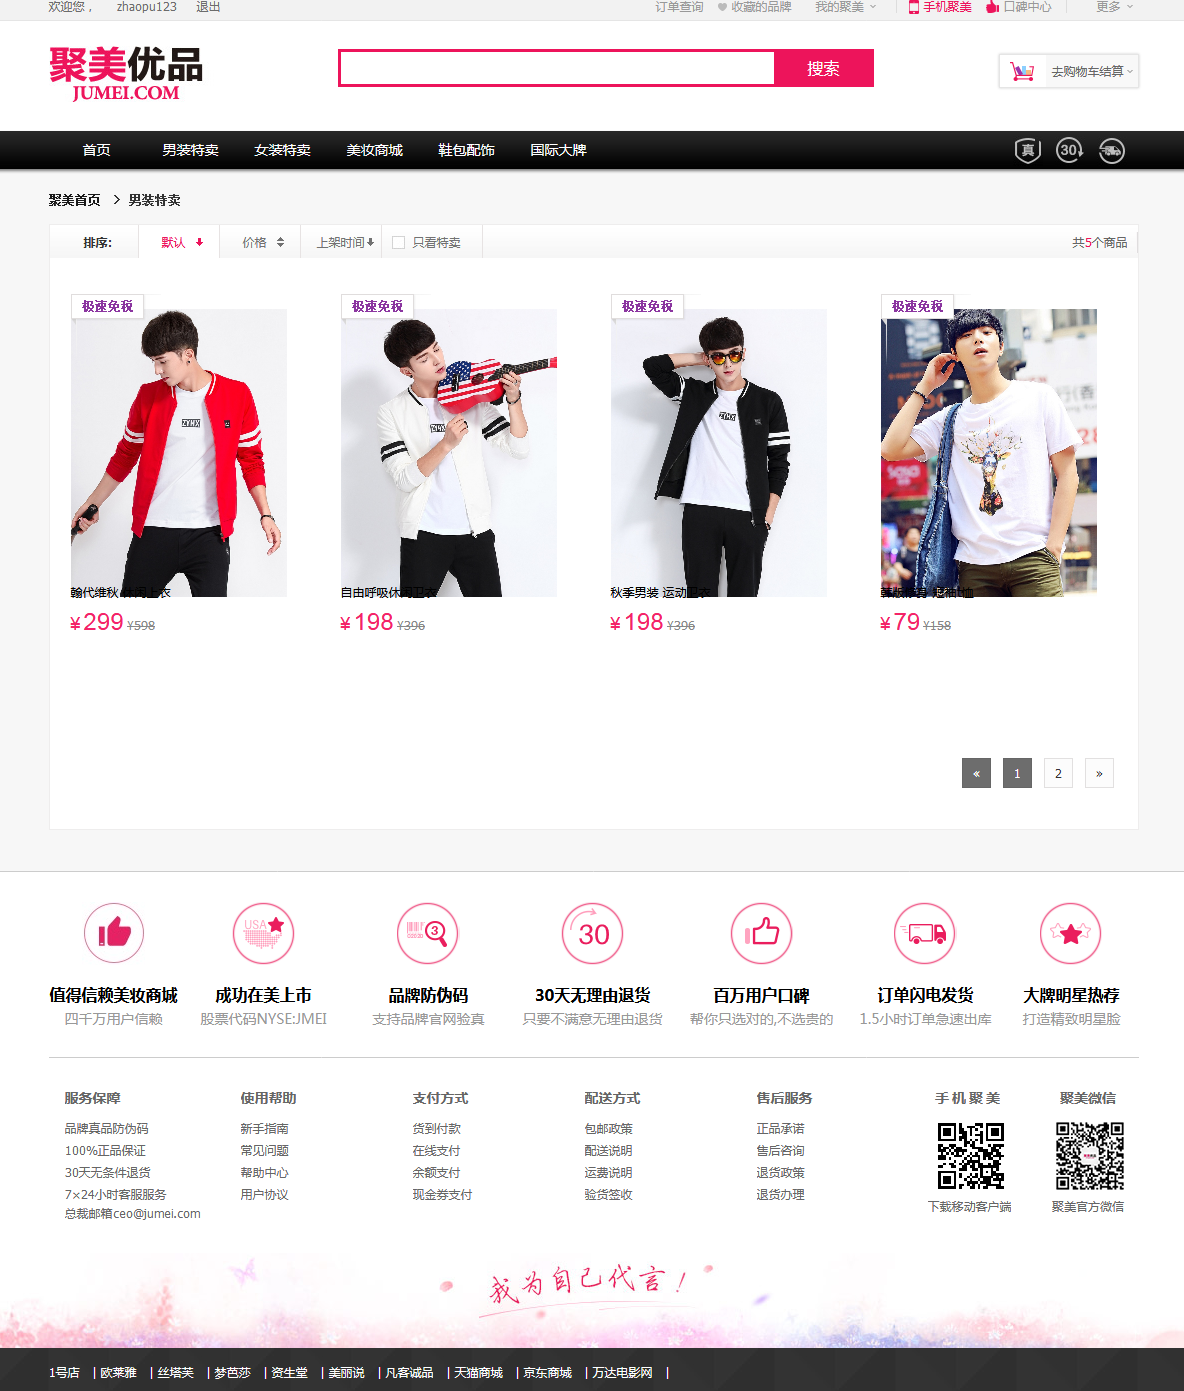 欢迎您， zhaopu123 退出 订单查询 收藏的品牌 我的聚美 手机聚美 口碑中心 更多
聚美优品
JUMEI.COM
搜索
去购物车结算
首页 男装特卖 女装特卖 美妆商城 鞋包配饰 国际大牌 真 30
聚美首页 > 男装特卖
排序: 默认 价格 上架时间 只看特卖 共5个商品
极速免税 极速免税 极速免税 极速免税
翰代维秋 休闲上衣 自由呼吸休闲卫衣 秋季男装 运动卫衣 韩版修身 短袖t恤
¥299 ¥598 ¥198 ¥396 ¥198 ¥396 ¥79 ¥158
« 1 2 »
USA 3 30
值得信赖美妆商城 成功在美上市 品牌防伪码 30天无理由退货 百万用户口碑 订单闪电发货 大牌明星热荐
四千万用户信赖 股票代码NYSE:JMEI 支持品牌官网验真 只要不满意无理由退货 帮你只选对的,不选贵的 1.5小时订单急速出库 打造精致明星脸
服务保障 使用帮助 支付方式 配送方式 售后服务 手机聚美 聚美微信
品牌真品防伪码 新手指南 货到付款 包邮政策 正品承诺
100%正品保证 常见问题 在线支付 配送说明 售后咨询
30天无条件退货 帮助中心 余额支付 运费说明 退货政策
7×24小时客服服务 用户协议 现金券支付 验货签收 退货办理
总裁邮箱ceo@jumei.com 下载移动客户端 聚美官方微信
我为自己代言！
1号店 | 欧莱雅 | 丝塔芙 | 梦芭莎 | 资生堂 | 美丽说 | 凡客诚品 | 天猫商城 | 京东商城 | 万达电影网 |